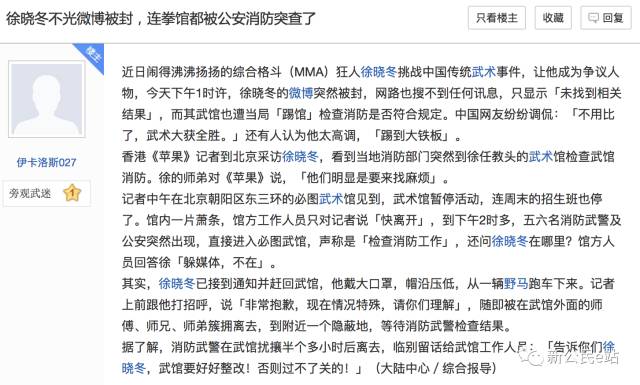 徐晓冬不光微博被封，连拳馆都被公安消防突查了
只看楼主
收藏
回复
楼主
伊卡洛斯027
旁观武迷 1
近日闹得沸沸扬扬的综合格斗（MMA）狂人徐晓冬挑战中国传统武术事件，让他成为争议人
物，今天下午1时许，徐晓冬的微博突然被封，网路也搜不到任何讯息，只显示「未找到相关
结果」，而其武馆也遭当局「踢馆」检查消防是否符合规定。中国网友纷纷调侃：「不用比
了，武术大获全胜。」还有人认为他太高调，「踢到大铁板」。
香港《苹果》记者到北京采访徐晓冬，看到当地消防部门突然到徐任教头的武术馆检查武馆
消防。徐的师弟对《苹果》说，「他们明显是要来找麻烦」。
记者中午在北京朝阳区东三环的必图武术馆见到，武术馆暂停活动，连周末的招生班也停
了。馆内一片萧条，馆方工作人员只对记者说「快离开」，到下午2时多，五六名消防武警及
公安突然出现，直接进入必图武馆，声称是「检查消防工作」，还问徐晓冬在哪里？馆方人
员回答徐「躲媒体，不在」。
其实，徐晓冬已接到通知并赶回武馆，他戴大口罩，帽沿压低，从一辆野马跑车下来。记者
上前跟他打招呼，说「非常抱歉，现在情况特殊，请你们理解」，随即被在武馆外面的师
傅、师兄、师弟簇拥离去，到附近一个隐蔽地，等待消防武警检查结果。
据了解，消防武警在武馆扰攘半个多小时后离去，临别留话给武馆工作人员：「告诉你们徐
晓冬，武馆要好好整改！否则过不了关的！」（大陆中心／综合报导）
新公民e站